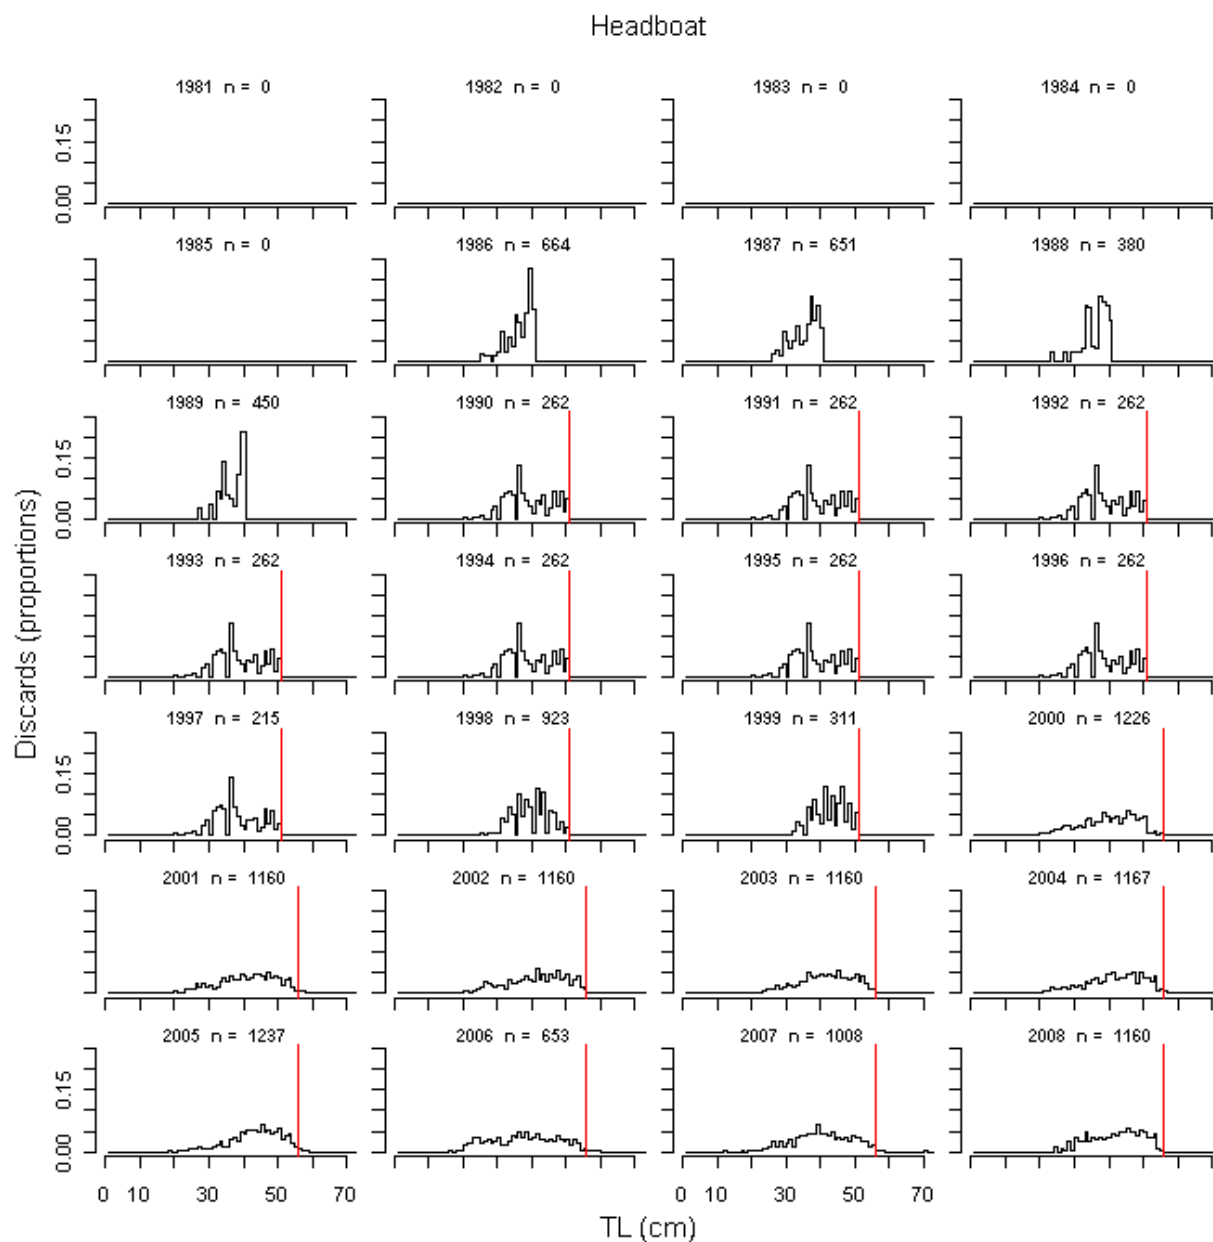 Headboat
1981 n = 0
1982 n = 0
1983 n = 0
1984 n = 0
0.00 0.15
1985 n = 0
1986 n = 664
1987 n = 651
1988 n = 380
1989 n = 450
1990 n = 262
1991 n = 262
1992 n = 262
0.00 0.15
1993 n = 262
1994 n = 262
1995 n = 262
1996 n = 262
Discards (proportions)
1997 n = 215
1998 n = 923
1999 n = 311
2000 n = 1226
0.00 0.15
2001 n = 1160
2002 n = 1160
2003 n = 1160
2004 n = 1167
2005 n = 1237
2006 n = 653
2007 n = 1008
2008 n = 1160
0.00 0.15
0 10 30 50 70
0 10 30 50 70
TL (cm)